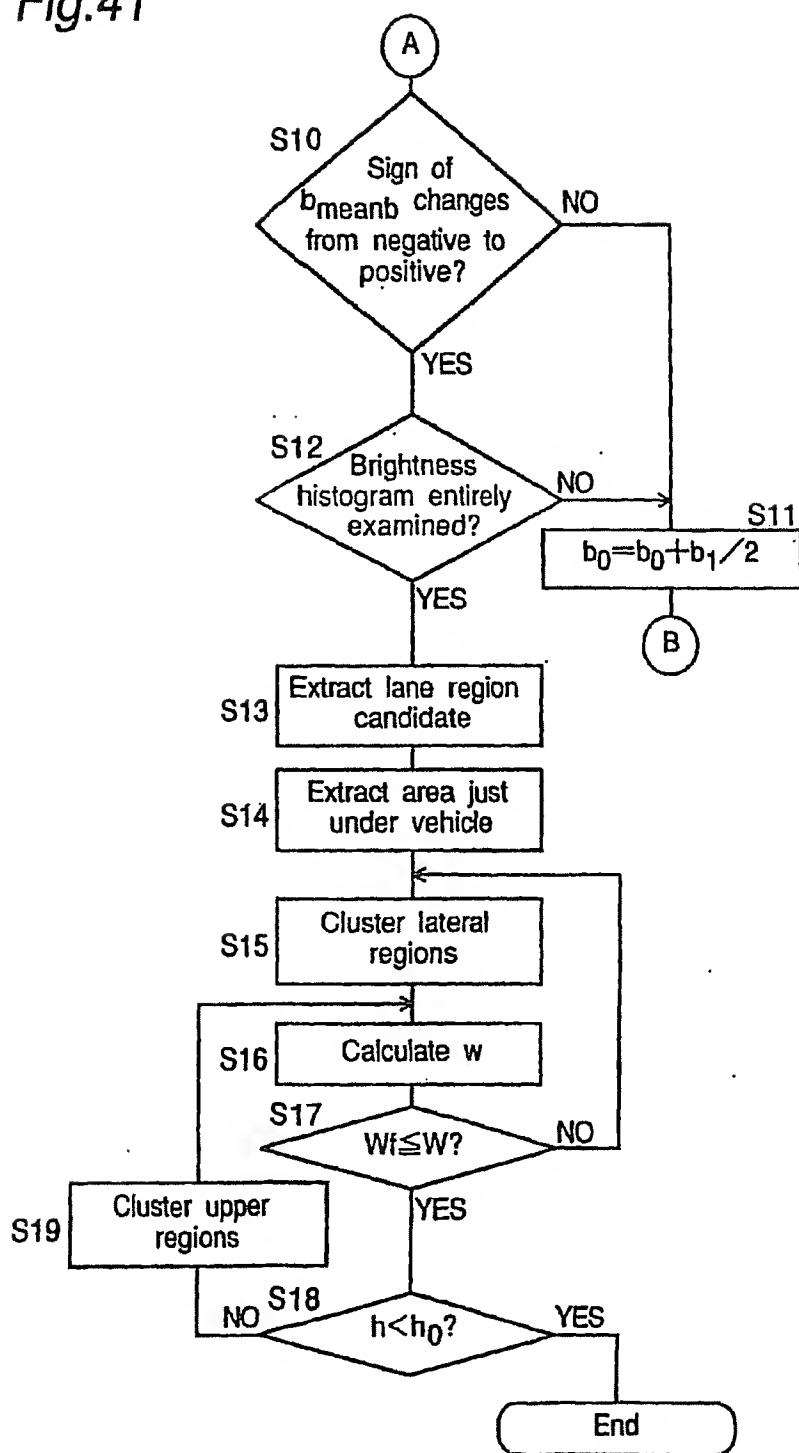 Fig.41
A
S10
Sign of
bmeanb changes
from negative to
positive?
NO
YES
S12
Brightness
histogram entirely
examined?
NO
YES
S11
b0=b0+b1/2
B
S13
Extract lane region
candidate
S14
Extract area just
under vehicle
S15
Cluster lateral
regions
S16
Calculate w
S17
Wf≦W?
NO
YES
S19
Cluster upper
regions
S18
h<h0?
NO
YES
End